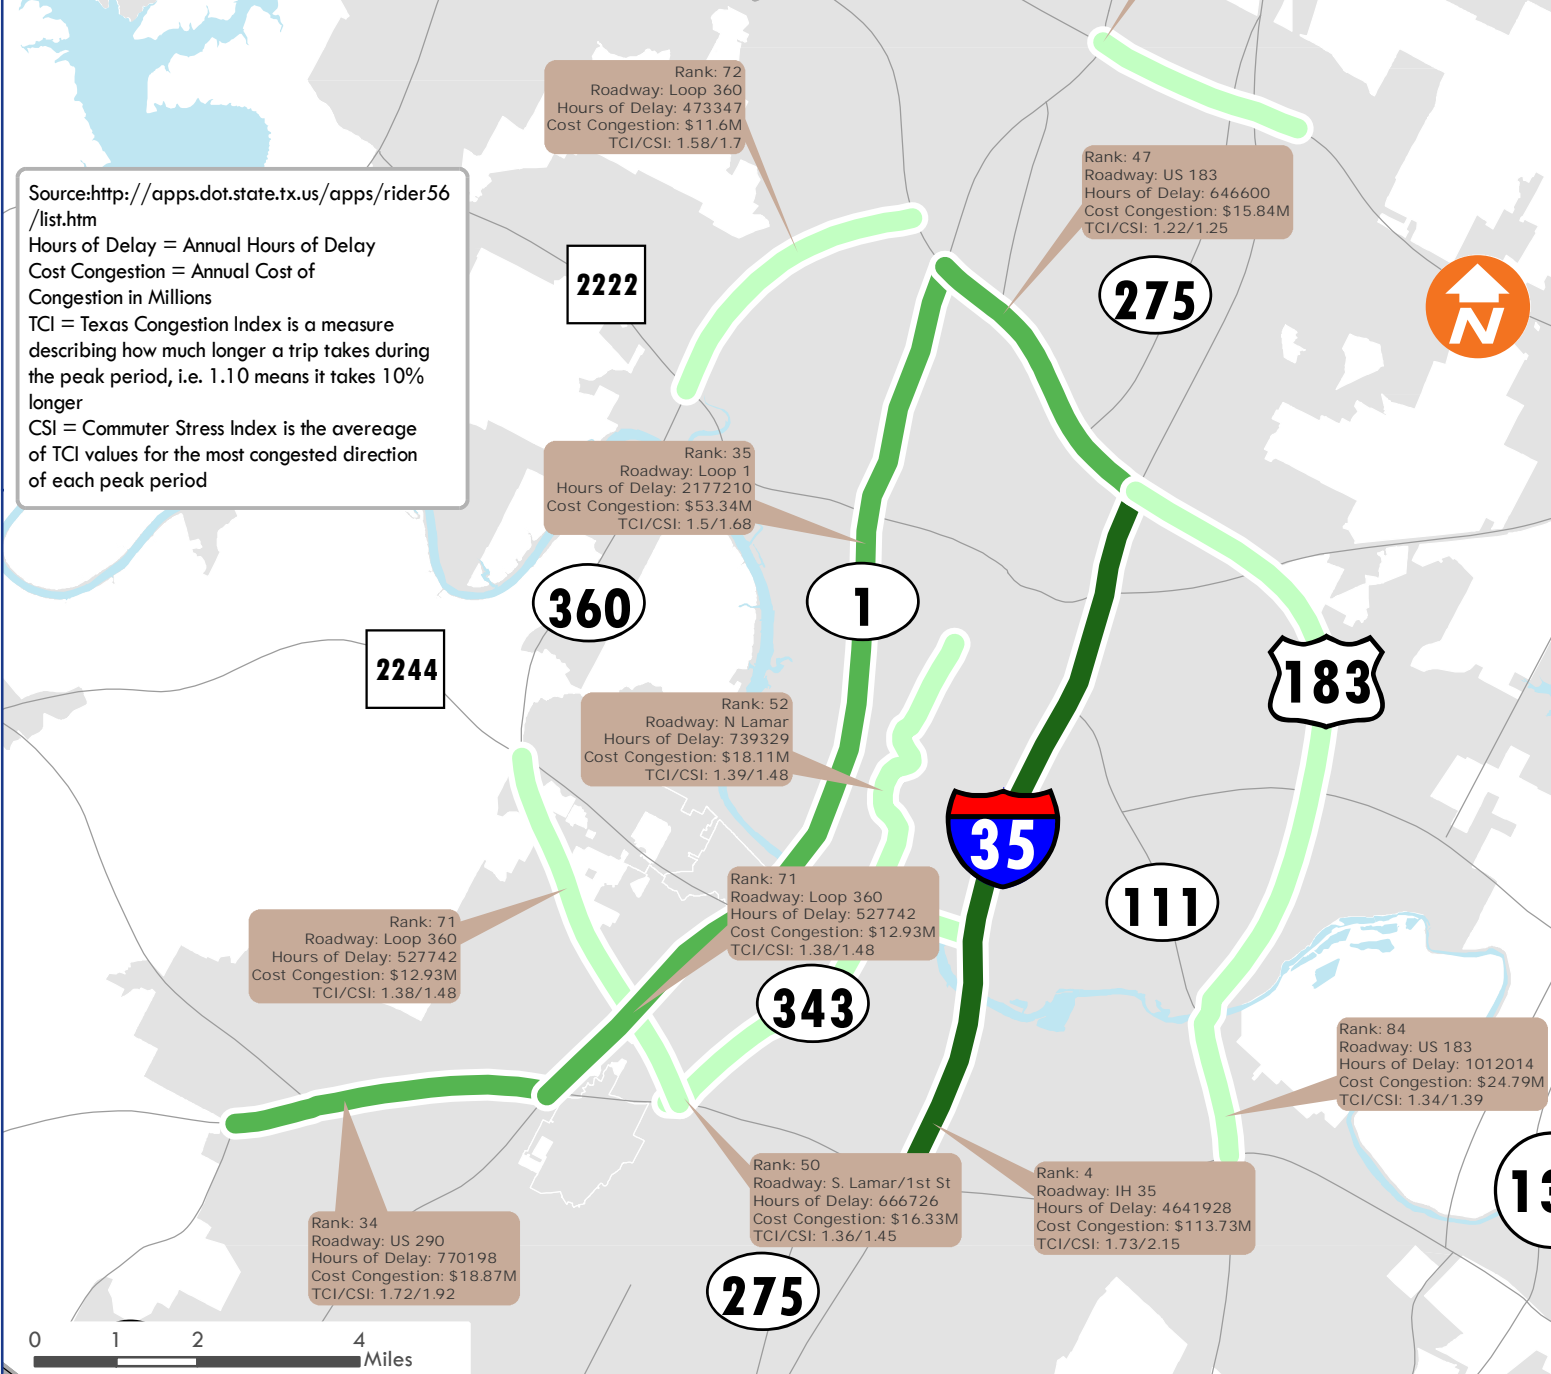 Rank: 72
Roadway: Loop 360
Hours of Delay: 473347
Cost Congestion: $11.6M
TCI/CSI: 1.58/1.7
Rank: 47
Roadway: US 183
Hours of Delay: 646600
Cost Congestion: $15.84M
TCI/CSI: 1.22/1.25
Source:http://apps.dot.state.tx.us/apps/rider56
/list.htm
Hours of Delay = Annual Hours of Delay
Cost Congestion = Annual Cost of
Congestion in Millions
TCI = Texas Congestion Index is a measure
describing how much longer a trip takes during
the peak period, i.e. 1.10 means it takes 10%
longer
CSI = Commuter Stress Index is the avereage
of TCI values for the most congested direction
of each peak period
2222
275
N
Rank: 35
Roadway: Loop 1
Hours of Delay: 2177210
Cost Congestion: $53.34M
TCI/CSI: 1.5/1.68
360
1
2244
183
Rank: 52
Roadway: N Lamar
Hours of Delay: 739329
Cost Congestion: $18.11M
TCI/CSI: 1.39/1.48
35
111
Rank: 71
Roadway: Loop 360
Hours of Delay: 527742
Cost Congestion: $12.93M
TCI/CSI: 1.38/1.48
Rank: 71
Roadway: Loop 360
Hours of Delay: 527742
Cost Congestion: $12.93M
TCI/CSI: 1.38/1.48
343
Rank: 84
Roadway: US 183
Hours of Delay: 1012014
Cost Congestion: $24.79M
TCI/CSI: 1.34/1.39
Rank: 50
Roadway: S. Lamar/1st St
Hours of Delay: 666726
Cost Congestion: $16.33M
TCI/CSI: 1.36/1.45
Rank: 4
Roadway: IH 35
Hours of Delay: 4641928
Cost Congestion: $113.73M
TCI/CSI: 1.73/2.15
Rank: 34
Roadway: US 290
Hours of Delay: 770198
Cost Congestion: $18.87M
TCI/CSI: 1.72/1.92
275
0 1 2 4
Miles